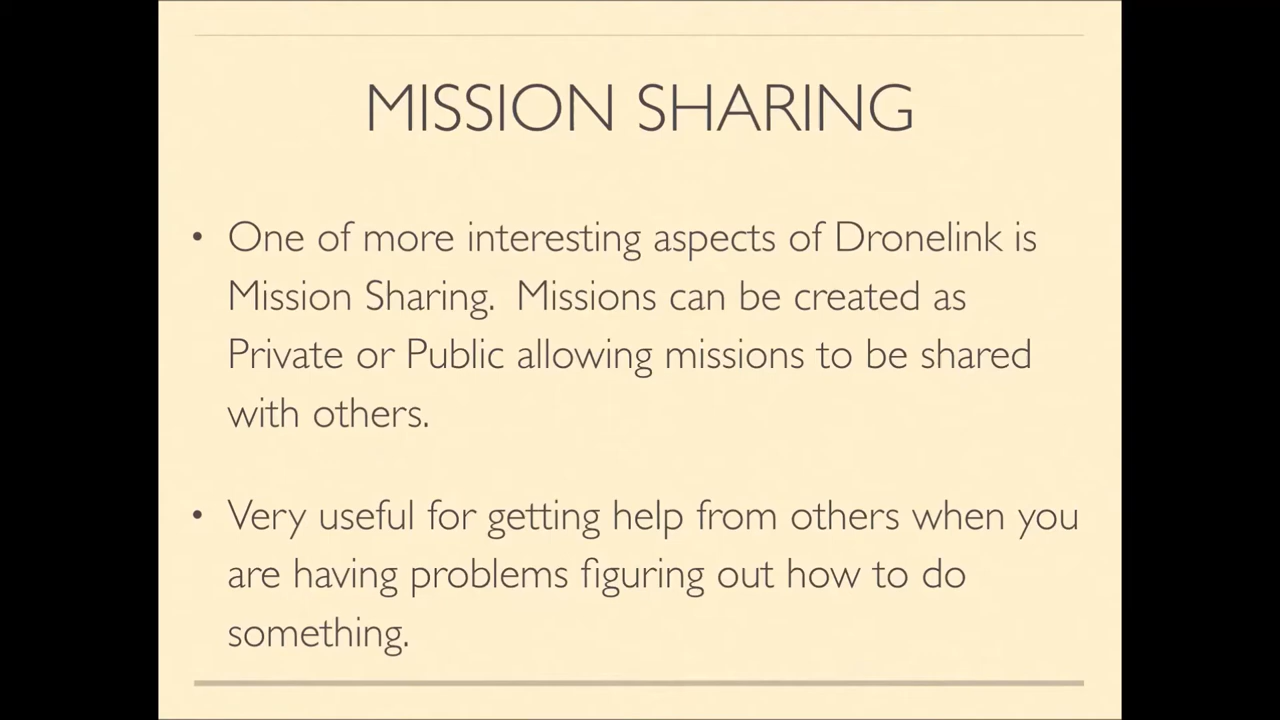 MISSION SHARING
• One of more interesting aspects of Dronelink is
Mission Sharing.  Missions can be created as
Private or Public allowing missions to be shared
with others.
• Very useful for getting help from others when you
are having problems figuring out how to do
something.